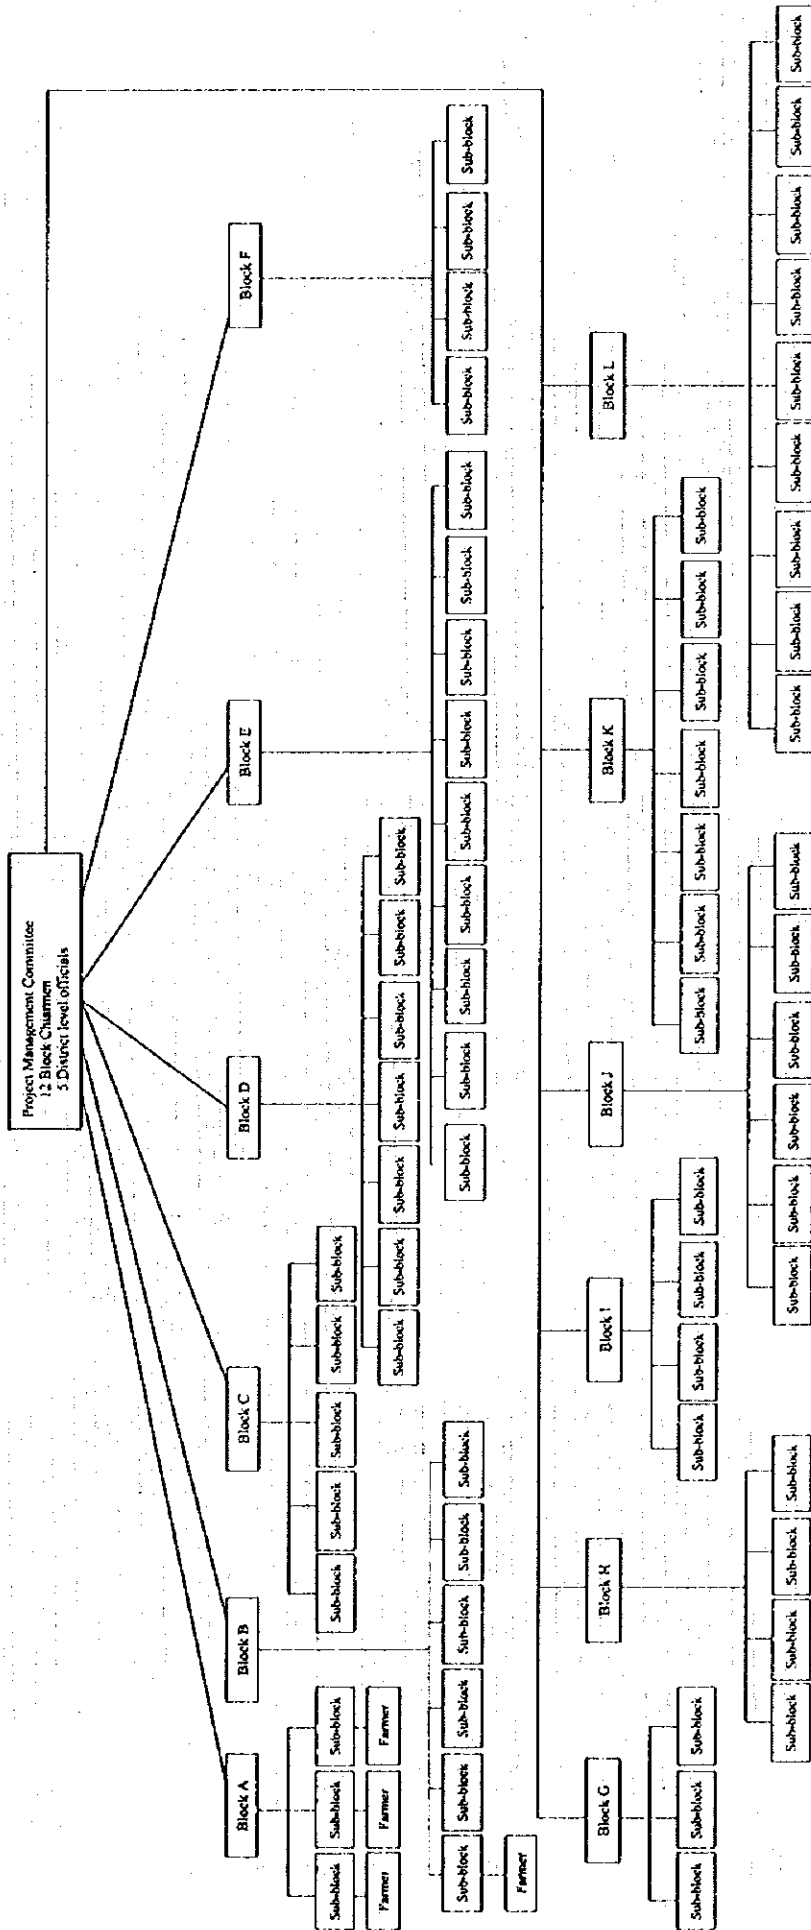 Project Management Committee
12 Block Chiarmen
5 District level officials
Block A Block B Block C Block D Block E Block F
Sub-block Sub-block Sub-block Sub-block Sub-block Sub-block Sub-block Sub-block
Farmer Farmer Farmer Sub-block Sub-block Sub-block Sub-block Sub-block Sub-block Sub-block
Sub-block Sub-block Sub-block Sub-block Sub-block Sub-block Sub-block Sub-block Sub-block Sub-block Sub-block Sub-block Sub-block Sub-block Sub-block Sub-block Sub-block Sub-block Sub-block
Farmer
Block G Block H Block I Block J Block K Block L
Sub-block Sub-block Sub-block Sub-block Sub-block Sub-block Sub-block Sub-block Sub-block Sub-block Sub-block Sub-block Sub-block Sub-block
Sub-block Sub-block Sub-block Sub-block Sub-block Sub-block Sub-block Sub-block Sub-block Sub-block Sub-block Sub-block Sub-block Sub-block Sub-block Sub-block Sub-block Sub-block Sub-block